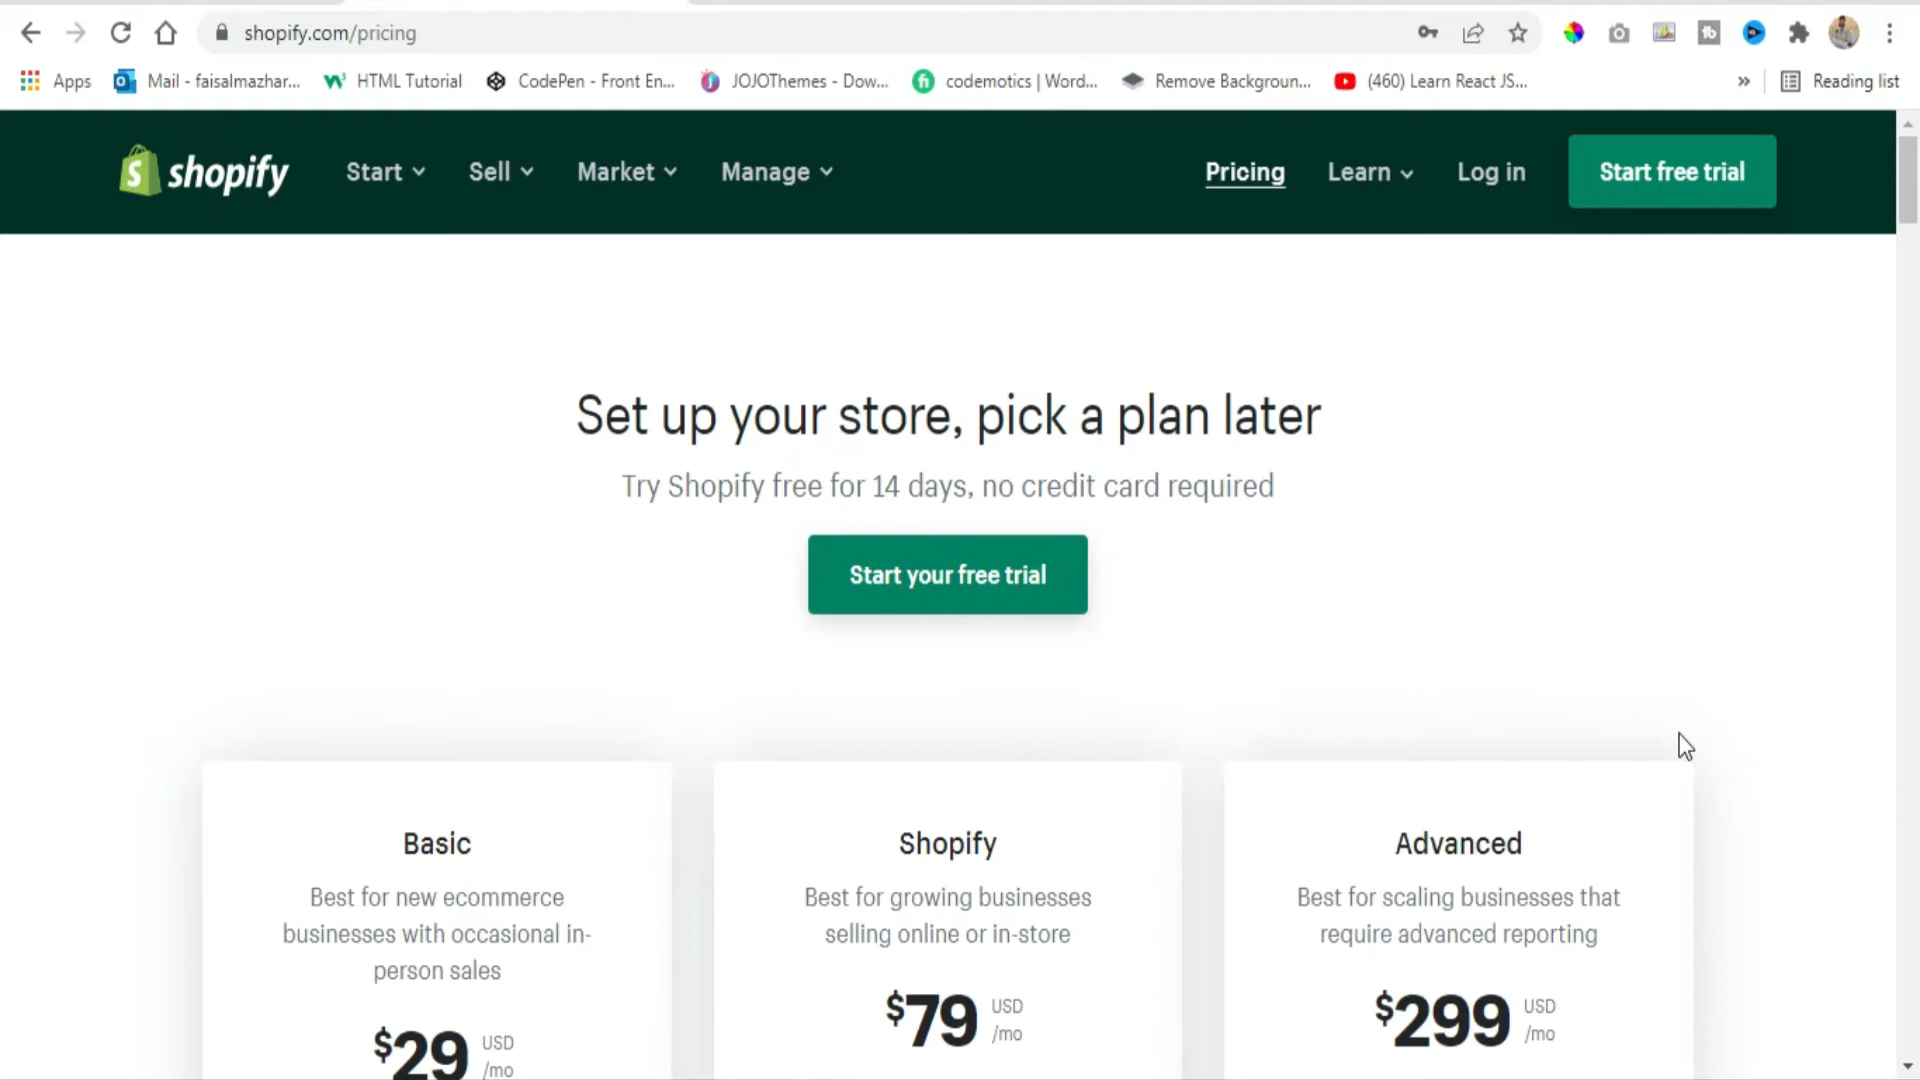 shopify.com/pricing
Apps Mail - faisalmazhar... HTML Tutorial CodePen - Front En... JOJOThemes - Dow... codemotics | Word... Remove Backgroun... (460) Learn React JS... » Reading list
shopify Start Sell Market Manage Pricing Learn Log in Start free trial
Set up your store, pick a plan later
Try Shopify free for 14 days, no credit card required
Start your free trial
Basic
Best for new ecommerce
businesses with occasional in-
person sales
$29 USD
/mo
Shopify
Best for growing businesses
selling online or in-store
$79 USD
/mo
Advanced
Best for scaling businesses that
require advanced reporting
$299 USD
/mo